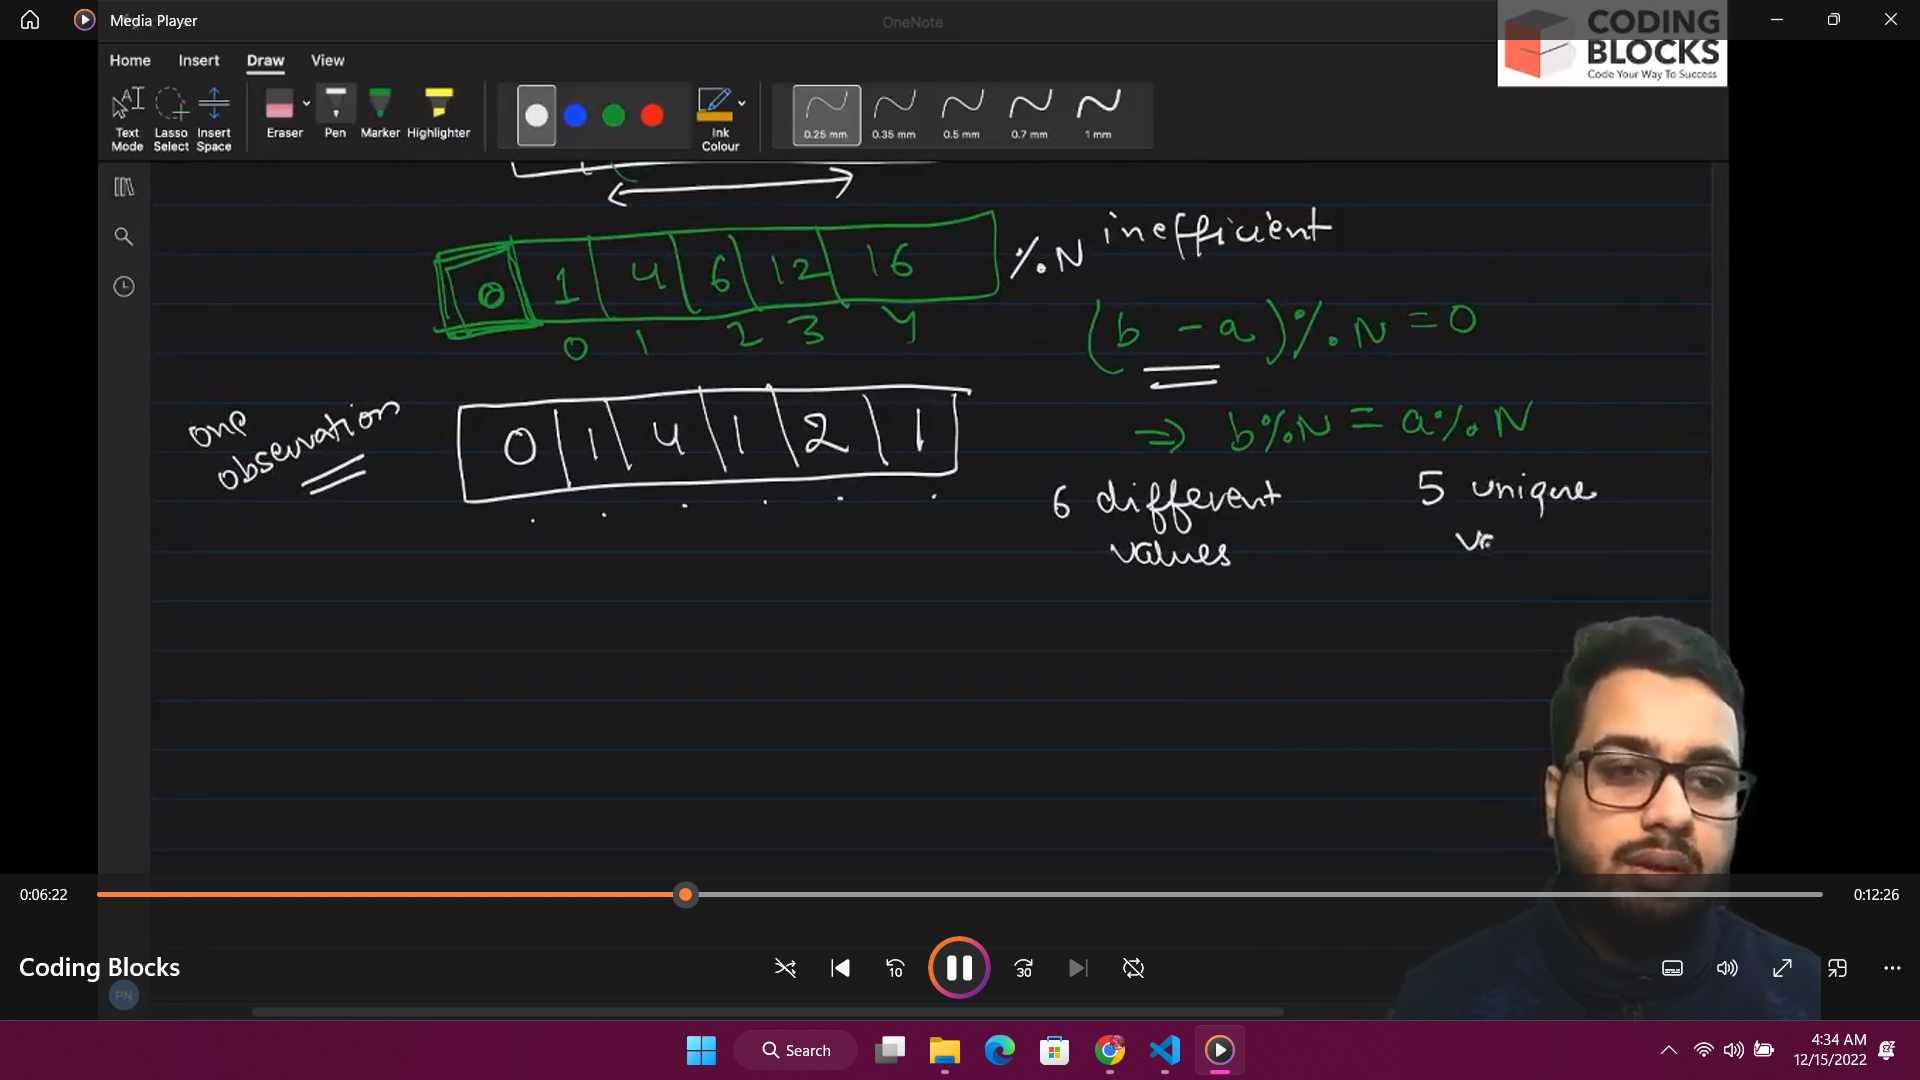 Media Player
OneNote
CODING
BLOCKS
Code Your Way To Success
Home Insert Draw View
Text Mode
Lasso Select
Insert Space
Eraser
Pen
Marker
Highlighter
Ink Colour
0.25 mm
0.35 mm
0.5 mm
0.7 mm
1 mm
0 1 4 6 12 16
%N inefficient
0 1 2 3 4
(b - a)%N = 0
one
observation
0 1 4 1 2 1
=> b%N = a%N
6 different
values
5 unique
va
0:06:22
0:12:26
Coding Blocks
10
30
PN
Search
4:34 AM
12/15/2022